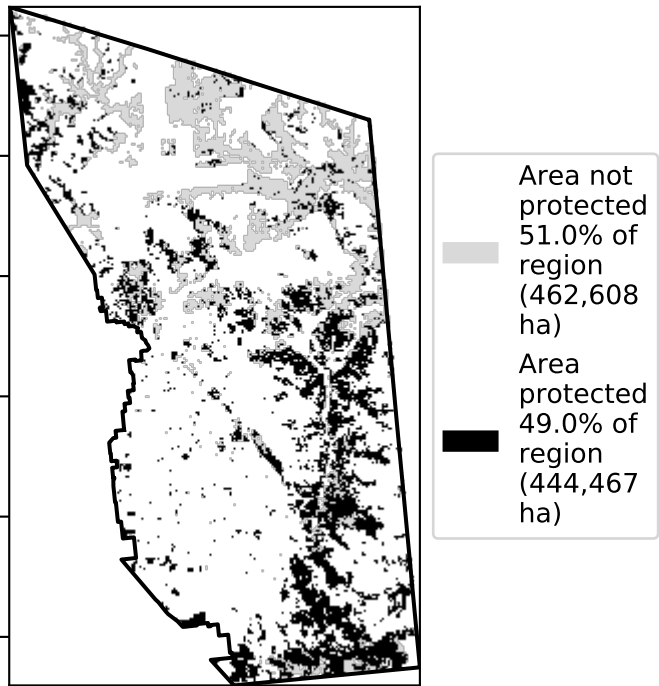 Area not
protected
51.0% of
region
(462,608
ha)
Area
protected
49.0% of
region
(444,467
ha)